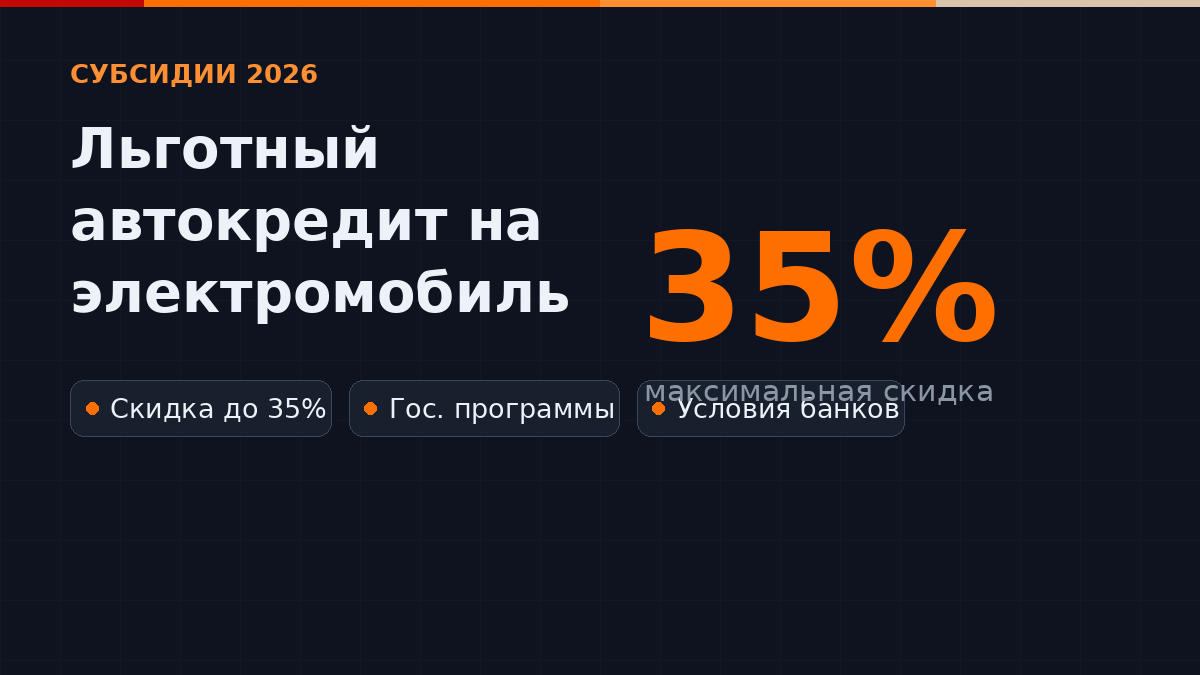 СУБСИДИИ 2026
Льготный
автокредит на
электромобиль
35%
максимальная скидка
Скидка до 35%
Гос. программы
Условия банков